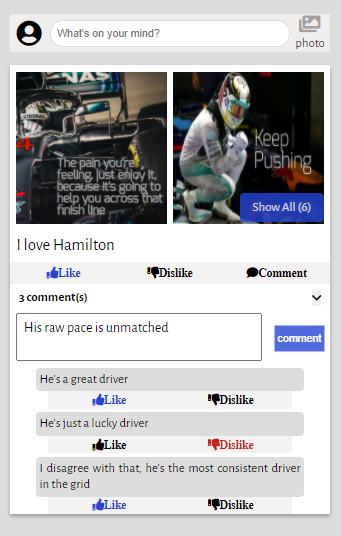 What's on your mind?
photo
The pain you're
feeling, just enjoy it,
because it's going to
help you across that
finish line
Keep
Pushing
Show All (6)
I love Hamilton
Like Dislike Comment
3 comment(s)
His raw pace is unmatched
comment
He's a great driver
Like Dislike
He's just a lucky driver
Like Dislike
I disagree with that, he's the most consistent driver
in the grid
Like Dislike